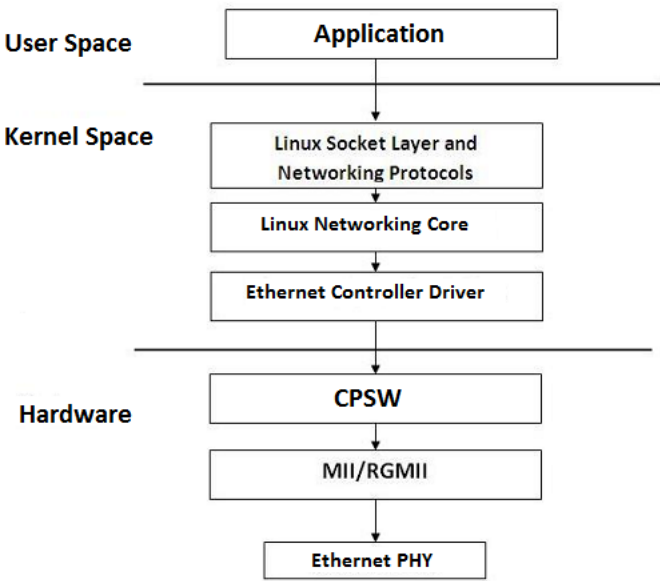 User Space
Application
Kernel Space
Linux Socket Layer and
Networking Protocols
Linux Networking Core
Ethernet Controller Driver
Hardware
CPSW
MII/RGMII
Ethernet PHY